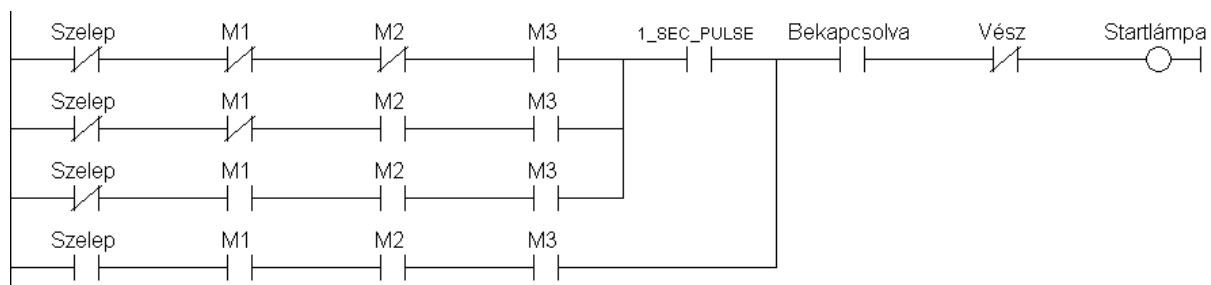 Szelep M1 M2 M3 1_SEC_PULSE Bekapcsolva Vész Startlámpa
Szelep M1 M2 M3
Szelep M1 M2 M3
Szelep M1 M2 M3